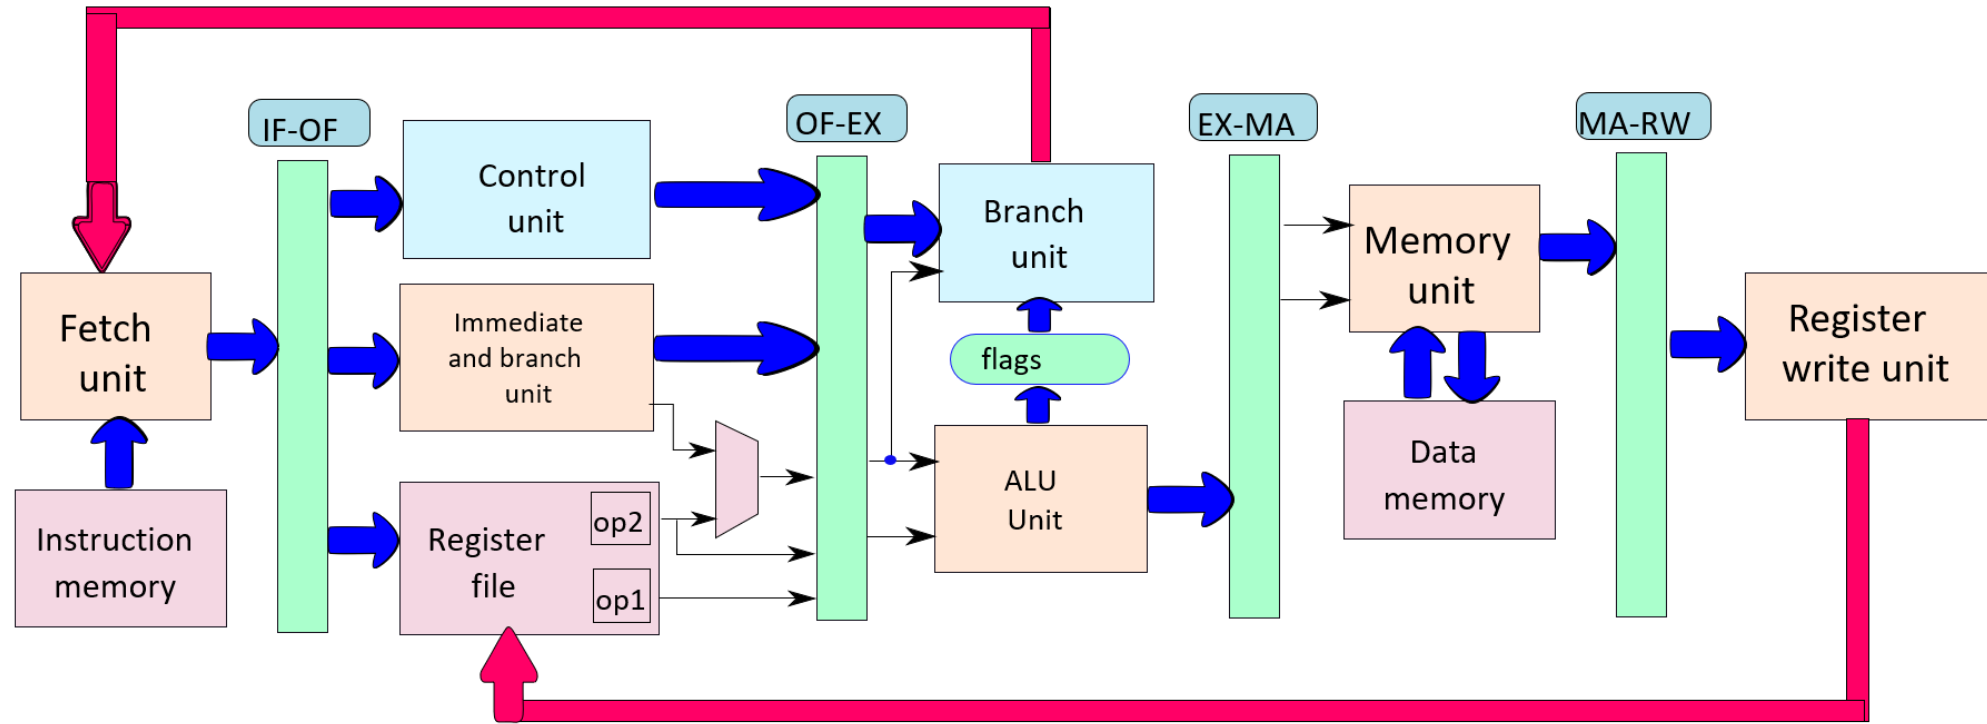 IF-OF
OF-EX
EX-MA
MA-RW
Control
unit
Branch
unit
Memory
unit
Fetch
unit
Immediate
and branch
unit
flags
Register
write unit
Data
memory
ALU
Unit
Instruction
memory
Register
file
op2
op1